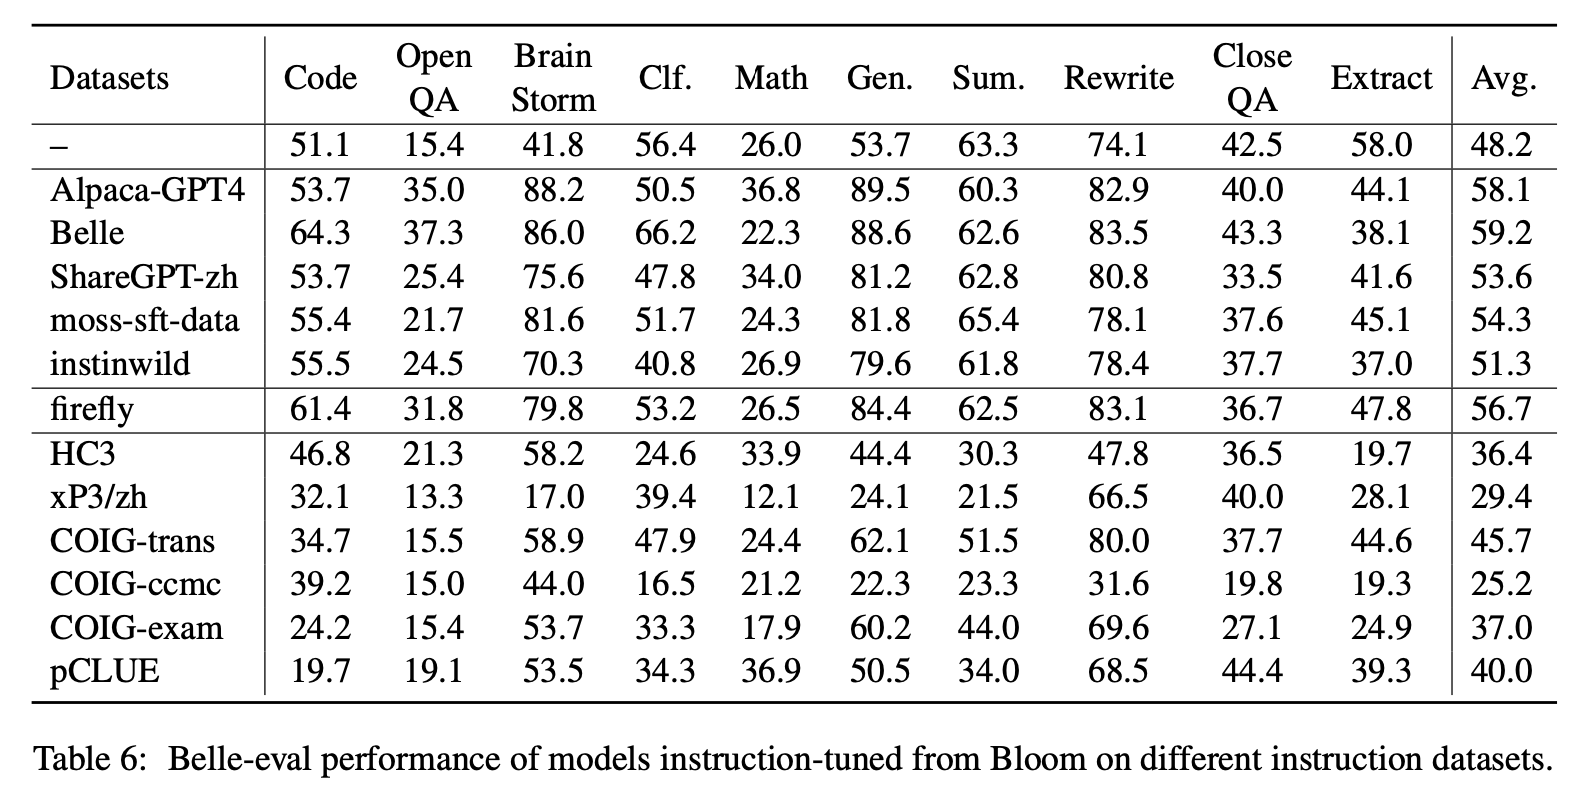 Datasets Code Open QA Brain Storm Clf. Math Gen. Sum. Rewrite Close QA Extract Avg.
– 51.1 15.4 41.8 56.4 26.0 53.7 63.3 74.1 42.5 58.0 48.2
Alpaca-GPT4 53.7 35.0 88.2 50.5 36.8 89.5 60.3 82.9 40.0 44.1 58.1
Belle 64.3 37.3 86.0 66.2 22.3 88.6 62.6 83.5 43.3 38.1 59.2
ShareGPT-zh 53.7 25.4 75.6 47.8 34.0 81.2 62.8 80.8 33.5 41.6 53.6
moss-sft-data 55.4 21.7 81.6 51.7 24.3 81.8 65.4 78.1 37.6 45.1 54.3
instinwild 55.5 24.5 70.3 40.8 26.9 79.6 61.8 78.4 37.7 37.0 51.3
firefly 61.4 31.8 79.8 53.2 26.5 84.4 62.5 83.1 36.7 47.8 56.7
HC3 46.8 21.3 58.2 24.6 33.9 44.4 30.3 47.8 36.5 19.7 36.4
xP3/zh 32.1 13.3 17.0 39.4 12.1 24.1 21.5 66.5 40.0 28.1 29.4
COIG-trans 34.7 15.5 58.9 47.9 24.4 62.1 51.5 80.0 37.7 44.6 45.7
COIG-ccmc 39.2 15.0 44.0 16.5 21.2 22.3 23.3 31.6 19.8 19.3 25.2
COIG-exam 24.2 15.4 53.7 33.3 17.9 60.2 44.0 69.6 27.1 24.9 37.0
pCLUE 19.7 19.1 53.5 34.3 36.9 50.5 34.0 68.5 44.4 39.3 40.0
Table 6: Belle-eval performance of models instruction-tuned from Bloom on different instruction datasets.